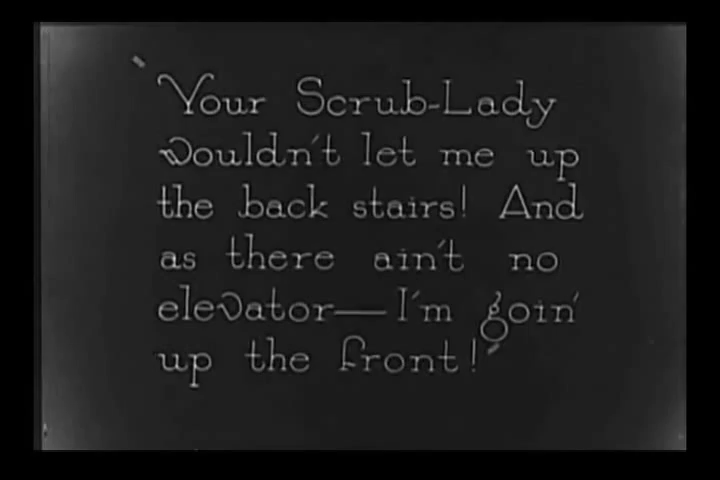 "Your Scrub-Lady
wouldn't let me up
the back stairs! And
as there ain't no
elevator—I'm goin'
up the front!"